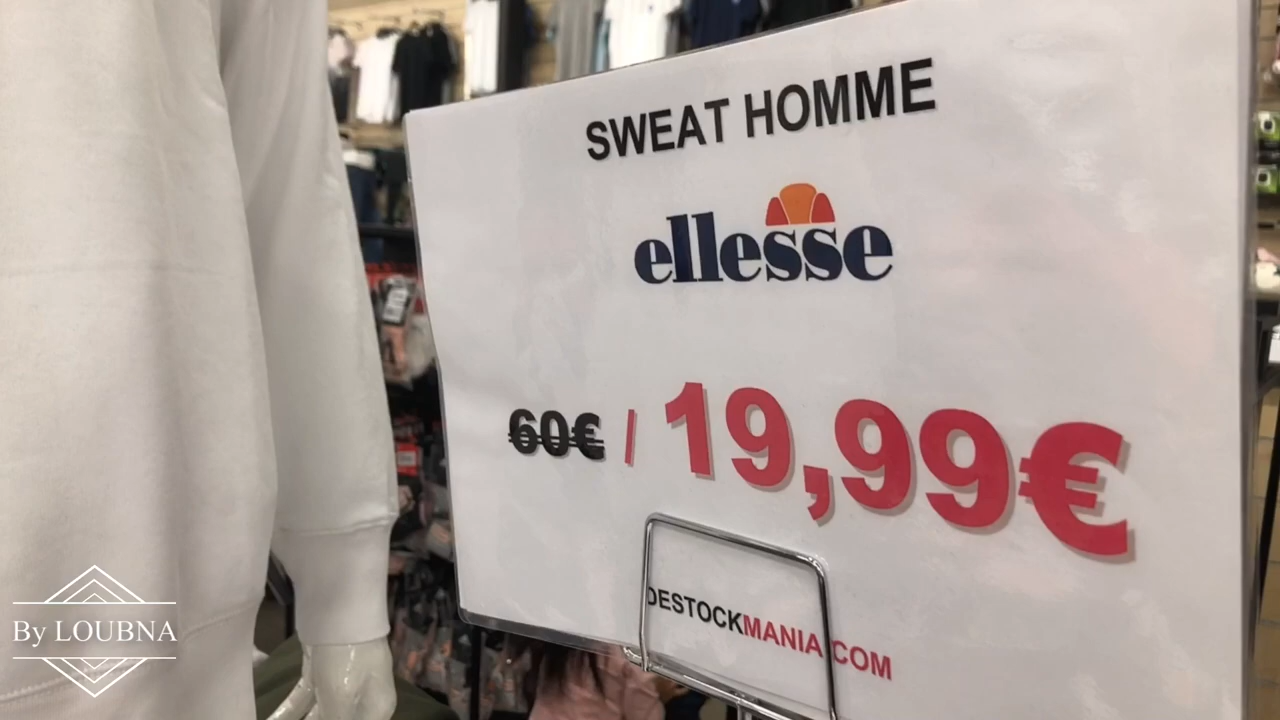 SWEAT HOMME
ellesse
60€ / 19,99€
DESTOCKMANIA.COM
By LOUBNA